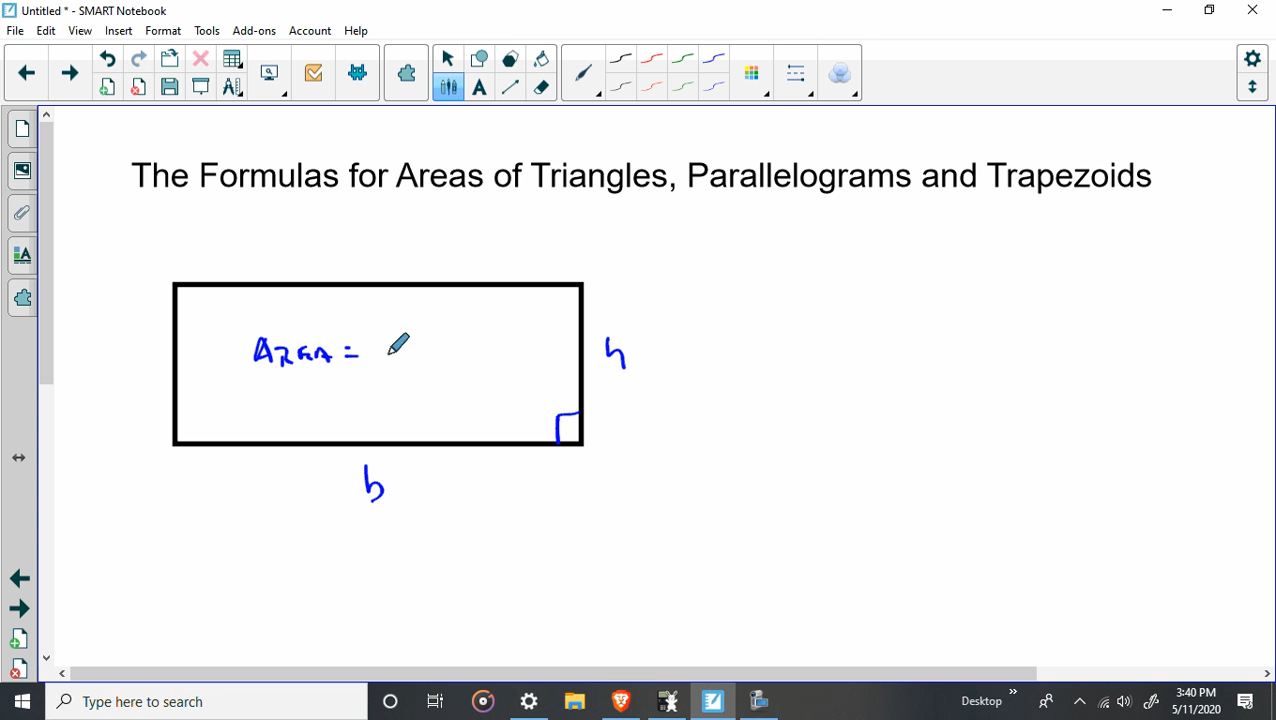 Untitled * - SMART Notebook
File Edit View Insert Format Tools Add-ons Account Help
The Formulas for Areas of Triangles, Parallelograms and Trapezoids
AREA =
h
b
Type here to search
Desktop
3:40 PM
5/11/2020